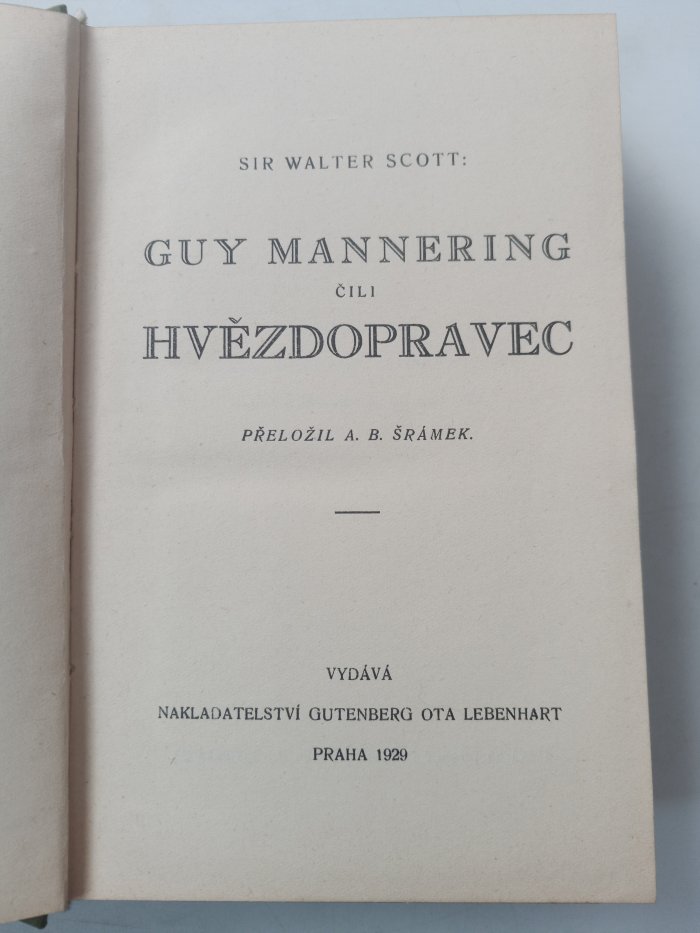 SIR WALTER SCOTT:
GUY MANNERING
ČILI
HVĚZDOPRAVEC
PŘELOŽIL A. B. ŠRÁMEK.
VYDÁVÁ
NAKLADATELSTVÍ GUTENBERG OTA LEBENHART
PRAHA 1929